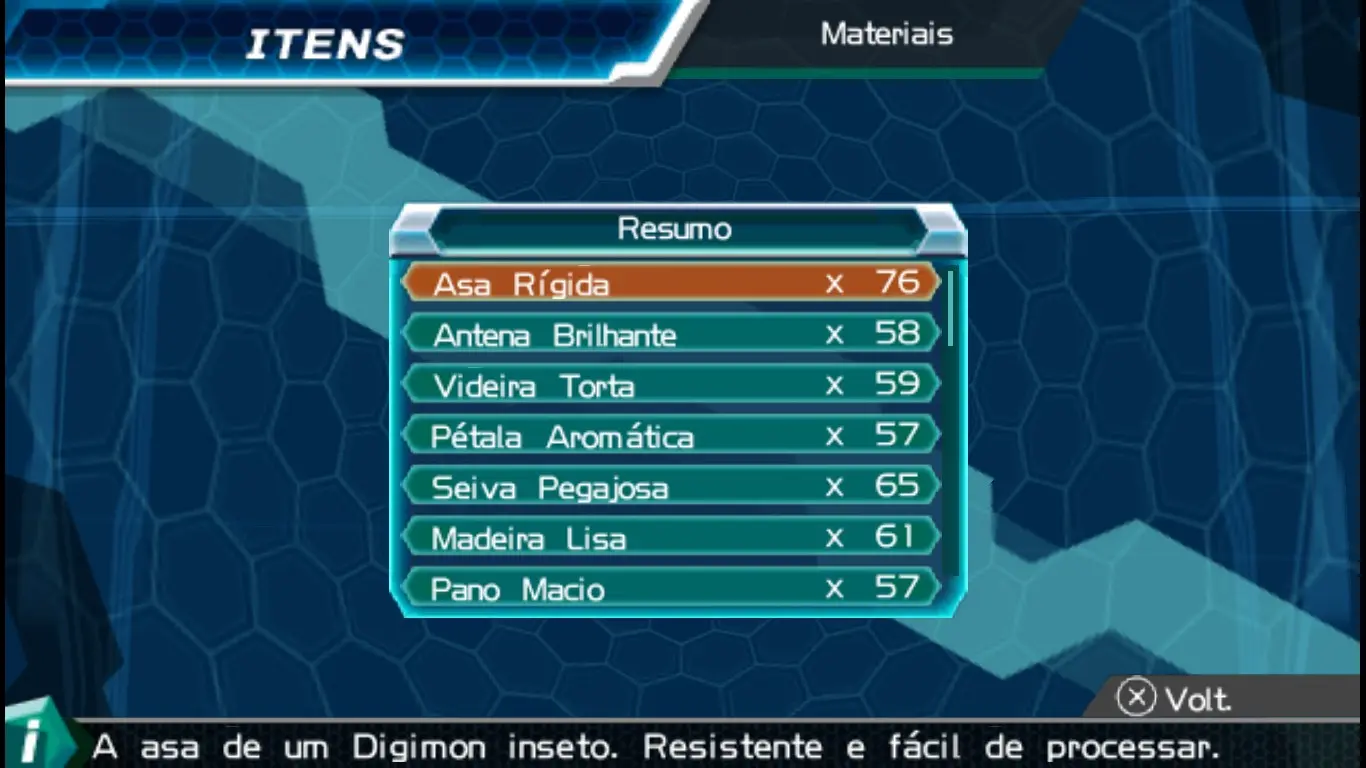 ITENS
Materiais
Resumo
Asa Rígida x 76
Antena Brilhante x 58
Videira Torta x 59
Pétala Aromática x 57
Seiva Pegajosa x 65
Madeira Lisa x 61
Pano Macio x 57
Volt.
i A asa de um Digimon inseto. Resistente e fácil de processar.